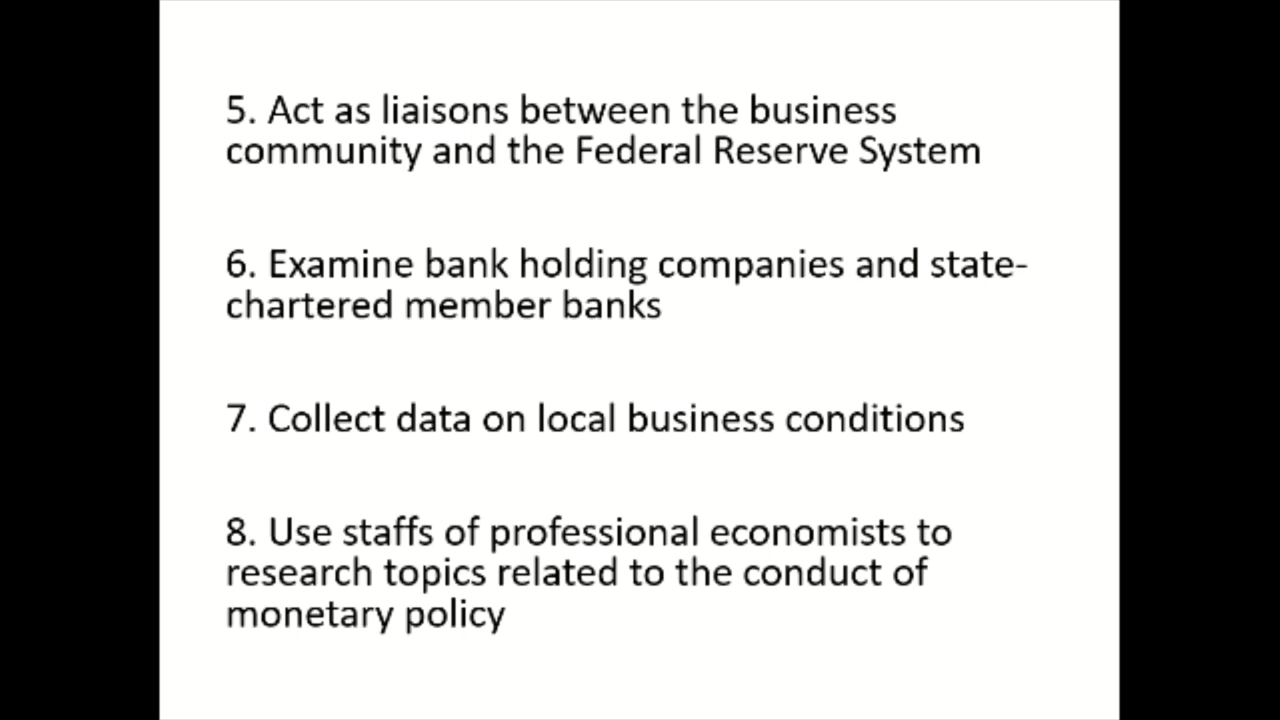 5. Act as liaisons between the business
community and the Federal Reserve System
6. Examine bank holding companies and state-
chartered member banks
7. Collect data on local business conditions
8. Use staffs of professional economists to
research topics related to the conduct of
monetary policy